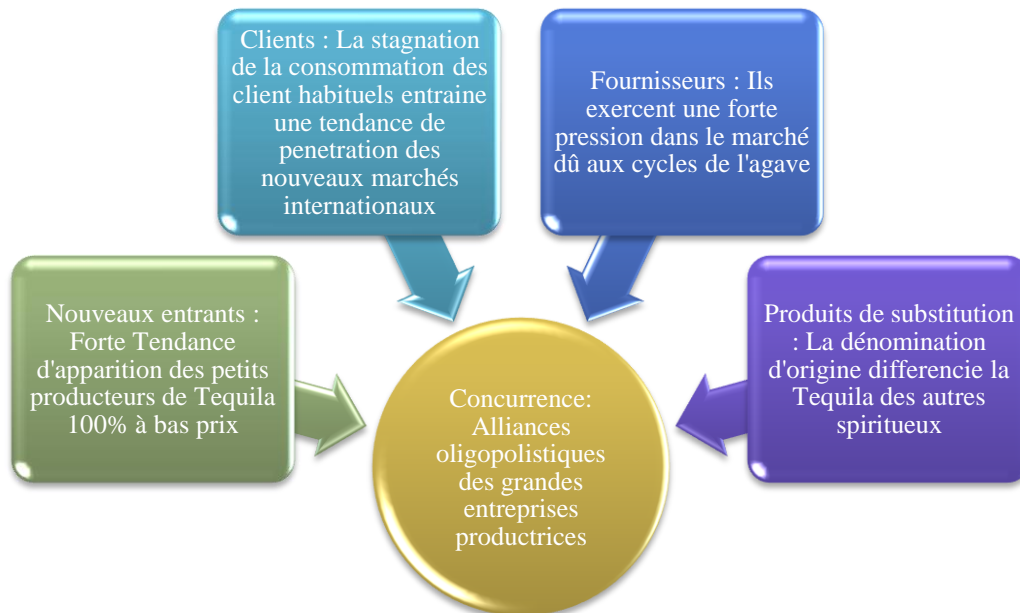 Clients : La stagnation
de la consommation des
client habituels entraine
une tendance de
penetration des
nouveaux marchés
internationaux
Fournisseurs : Ils
exercent une forte
pression dans le marché
dû aux cycles de l'agave
Nouveaux entrants :
Forte Tendance
d'apparition des petits
producteurs de Tequila
100% à bas prix
Produits de substitution
: La dénomination
d'origine differencie la
Tequila des autres
spiritueux
Concurrence:
Alliances
oligopolistiques
des grandes
entreprises
productrices